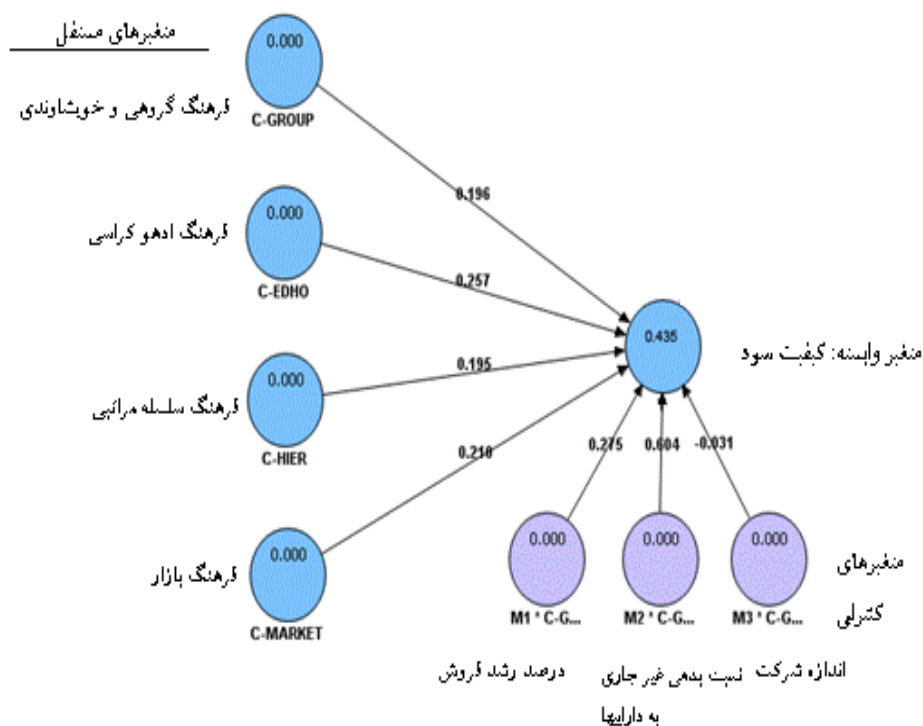 متغیرهای مستقل
0.000
C-GROUP
فرهنگ گروهی و خویشاوندی
0.196
0.000
C-EDHO
فرهنگ ادهو کراسی
0.257
0.435
متغیر وابسته: کیفیت سود
0.000
C-HIER
فرهنگ سلسله مراتبی
0.195
0.210
0.275
0.604
-0.031
0.000
C-MARKET
فرهنگ بازار
0.000
0.000
0.000
M1 * C-G...
M2 * C-G...
M3 * C-G...
متغیرهای
کنترلی
درصد رشد فروش
نسبت بدهی غیر جاری
به داراییها
اندازه شرکت